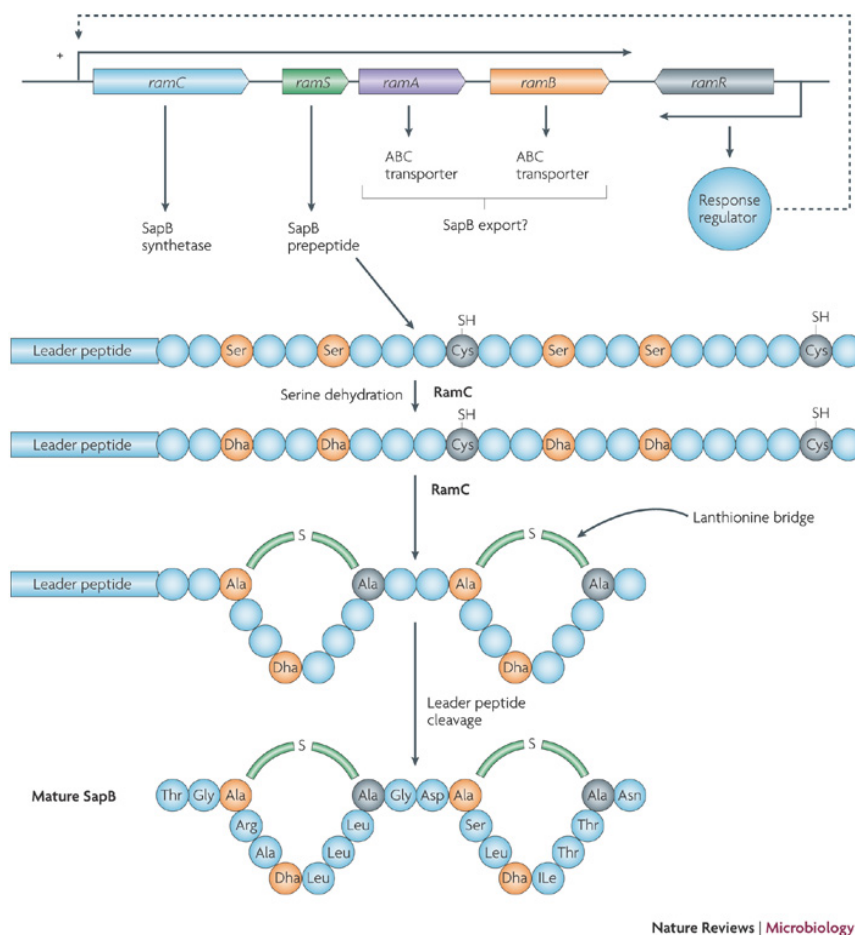 +
ramC ramS ramA ramB ramR
ABC
transporter
ABC
transporter
Response
regulator
SapB
synthetase
SapB
prepeptide
SapB export?
SH SH
Leader peptide Ser Ser Cys Ser Ser Cys
Serine dehydration RamC
SH SH
Leader peptide Dha Dha Cys Dha Dha Cys
RamC
Lanthionine bridge
S S
Leader peptide Ala Ala Ala Ala
Dha Dha
Leader peptide
cleavage
S S
Mature SapB Thr Gly Ala Ala Gly Asp Ala Ala Asn
Arg Leu Ser Thr
Ala Leu Leu Thr
Dha Leu Dha ILe
Nature Reviews | Microbiology